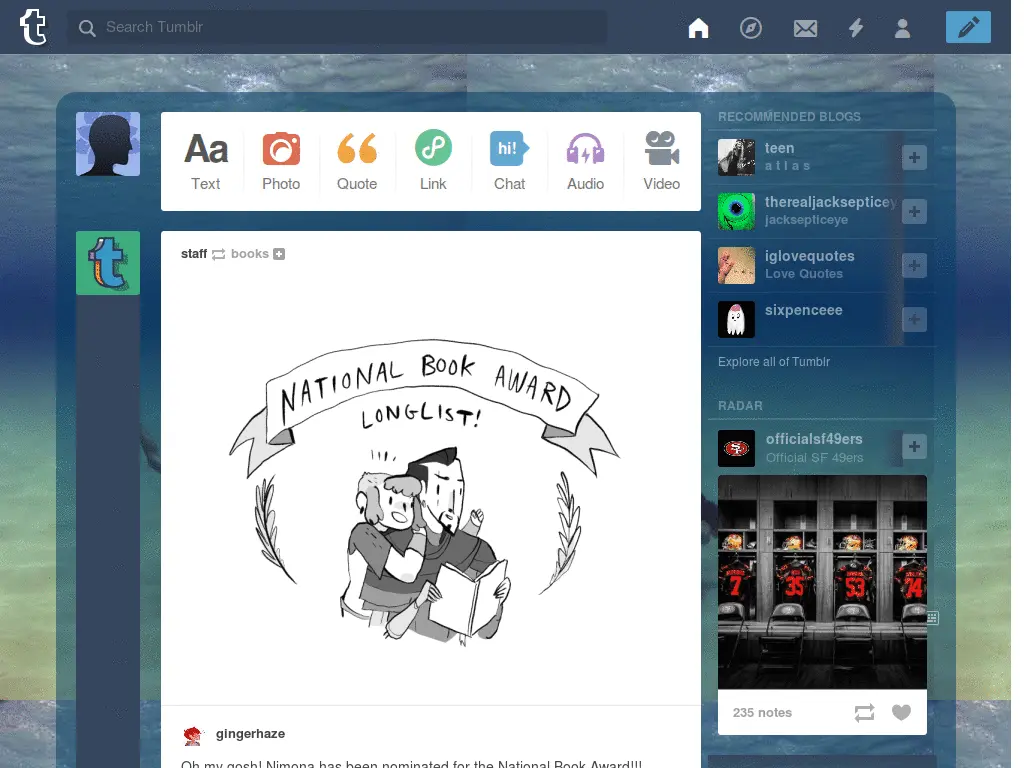 Search Tumblr
Aa
hi!
Text
Photo
Quote
Link
Chat
Audio
Video
staff books
NATIONAL BOOK AWARD
LONGLIST!
gingerhaze
Oh my gosh! Nimona has been nominated for the National Book Award!!!
RECOMMENDED BLOGS
teen
a t l a s
therealjacksepticey
jacksepticeye
iglovequotes
Love Quotes
sixpenceee
Explore all of Tumblr
RADAR
officialsf49ers
Official SF 49ers
7 35 53 74
235 notes